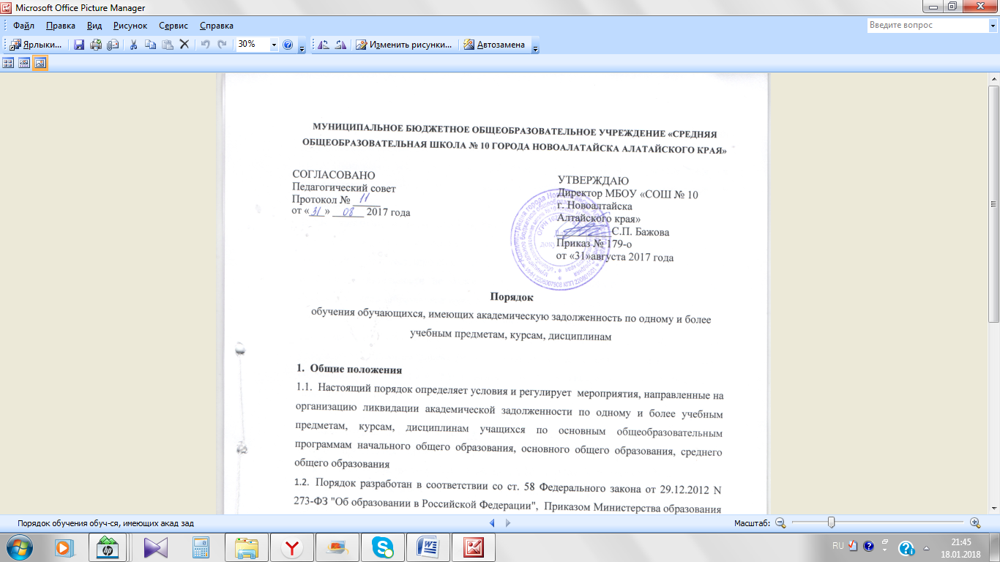 Microsoft Office Picture Manager
Файл Правка Вид Рисунок Сервис Справка
Введите вопрос
Ярлыки... 30% Изменить рисунки... Автозамена
МУНИЦИПАЛЬНОЕ БЮДЖЕТНОЕ ОБЩЕОБРАЗОВАТЕЛЬНОЕ УЧРЕЖДЕНИЕ «СРЕДНЯЯ
ОБЩЕОБРАЗОВАТЕЛЬНАЯ ШКОЛА № 10 ГОРОДА НОВОАЛАТАЙСКА АЛАТАЙСКОГО КРАЯ»
СОГЛАСОВАНО
Педагогический совет
Протокол № 11
от «31» 08 2017 года
УТВЕРЖДАЮ
Директор МБОУ «СОШ № 10
г. Новоалтайска
Алтайского края»
С.П. Бажова
Приказ № 179-о
от «31»августа 2017 года
Порядок
обучения обучающихся, имеющих академическую задолженность по одному и более
учебным предметам, курсам, дисциплинам
1. Общие положения
1.1. Настоящий порядок определяет условия и регулирует мероприятия, направленные на
организацию ликвидации академической задолженности по одному и более учебным
предметам, курсам, дисциплинам учащихся по основным общеобразовательным
программам начального общего образования, основного общего образования, среднего
общего образования
1.2. Порядок разработан в соответствии со ст. 58 Федерального закона от 29.12.2012 N
273-ФЗ "Об образовании в Российской Федерации", Приказом Министерства образования
Порядок обучения обуч-ся, имеющих акад зад
Масштаб:
RU
21:45
18.01.2018